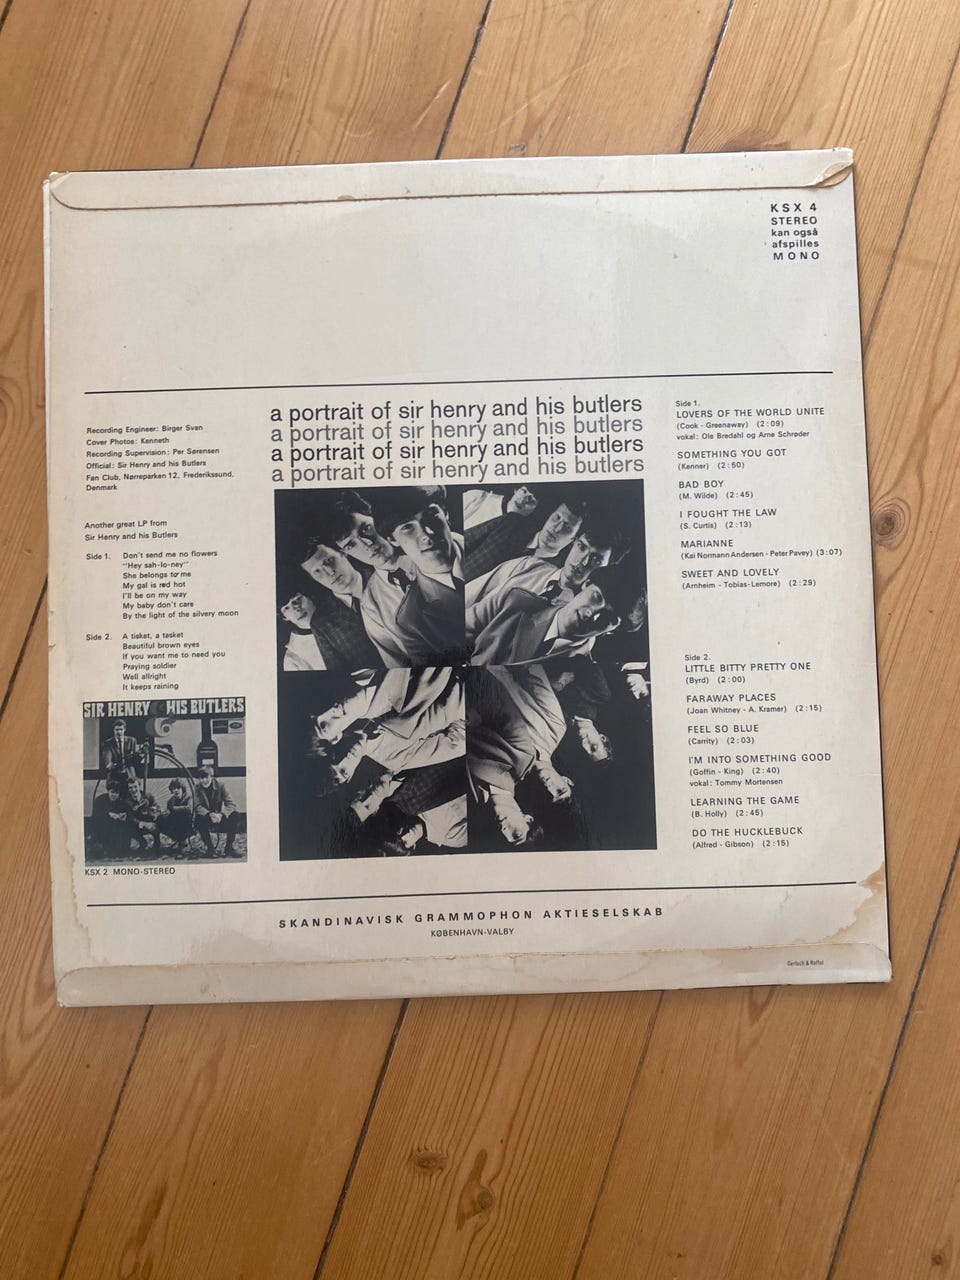 KSX 4
STEREO
kan også
afspilles
MONO
a portrait of sir henry and his butlers
a portrait of sir henry and his butlers
a portrait of sir henry and his butlers
a portrait of sir henry and his butlers
Recording Engineer: Birger Svan
Cover Photos: Kenneth
Recording Supervision: Per Sørensen
Official: Sir Henry and his Butlers
Fan Club, Nørreparken 12, Frederikssund,
Denmark
Another great LP from
Sir Henry and his Butlers
Side 1. Don't send me no flowers
"Hey sah-lo-ney"
She belongs to me
My gal is red hot
I'll be on my way
My baby don't care
By the light of the silvery moon
Side 2. A tisket, a tasket
Beautiful brown eyes
If you want me to need you
Praying soldier
Well allright
It keeps raining
SIR HENRY & HIS BUTLERS
KSX 2 MONO-STEREO
Side 1.
LOVERS OF THE WORLD UNITE
(Cook - Greenaway) (2:09)
vokal: Ole Bredahl og Arne Schrøder
SOMETHING YOU GOT
(Kenner) (2:50)
BAD BOY
(M. Wilde) (2:45)
I FOUGHT THE LAW
(S. Curtis) (2:13)
MARIANNE
(Kai Normann Andersen - Peter Pavey) (3:07)
SWEET AND LOVELY
(Arnheim - Tobias-Lemore) (2:29)
Side 2.
LITTLE BITTY PRETTY ONE
(Byrd) (2:00)
FARAWAY PLACES
(Joan Whitney - A. Kramer) (2:15)
FEEL SO BLUE
(Carrity) (2:03)
I'M INTO SOMETHING GOOD
(Goffin - King) (2:40)
vokal: Tommy Mortensen
LEARNING THE GAME
(B. Holly) (2:45)
DO THE HUCKLEBUCK
(Alfred - Gibson) (2:15)
SKANDINAVISK GRAMMOPHON AKTIESELSKAB
KØBENHAVN-VALBY